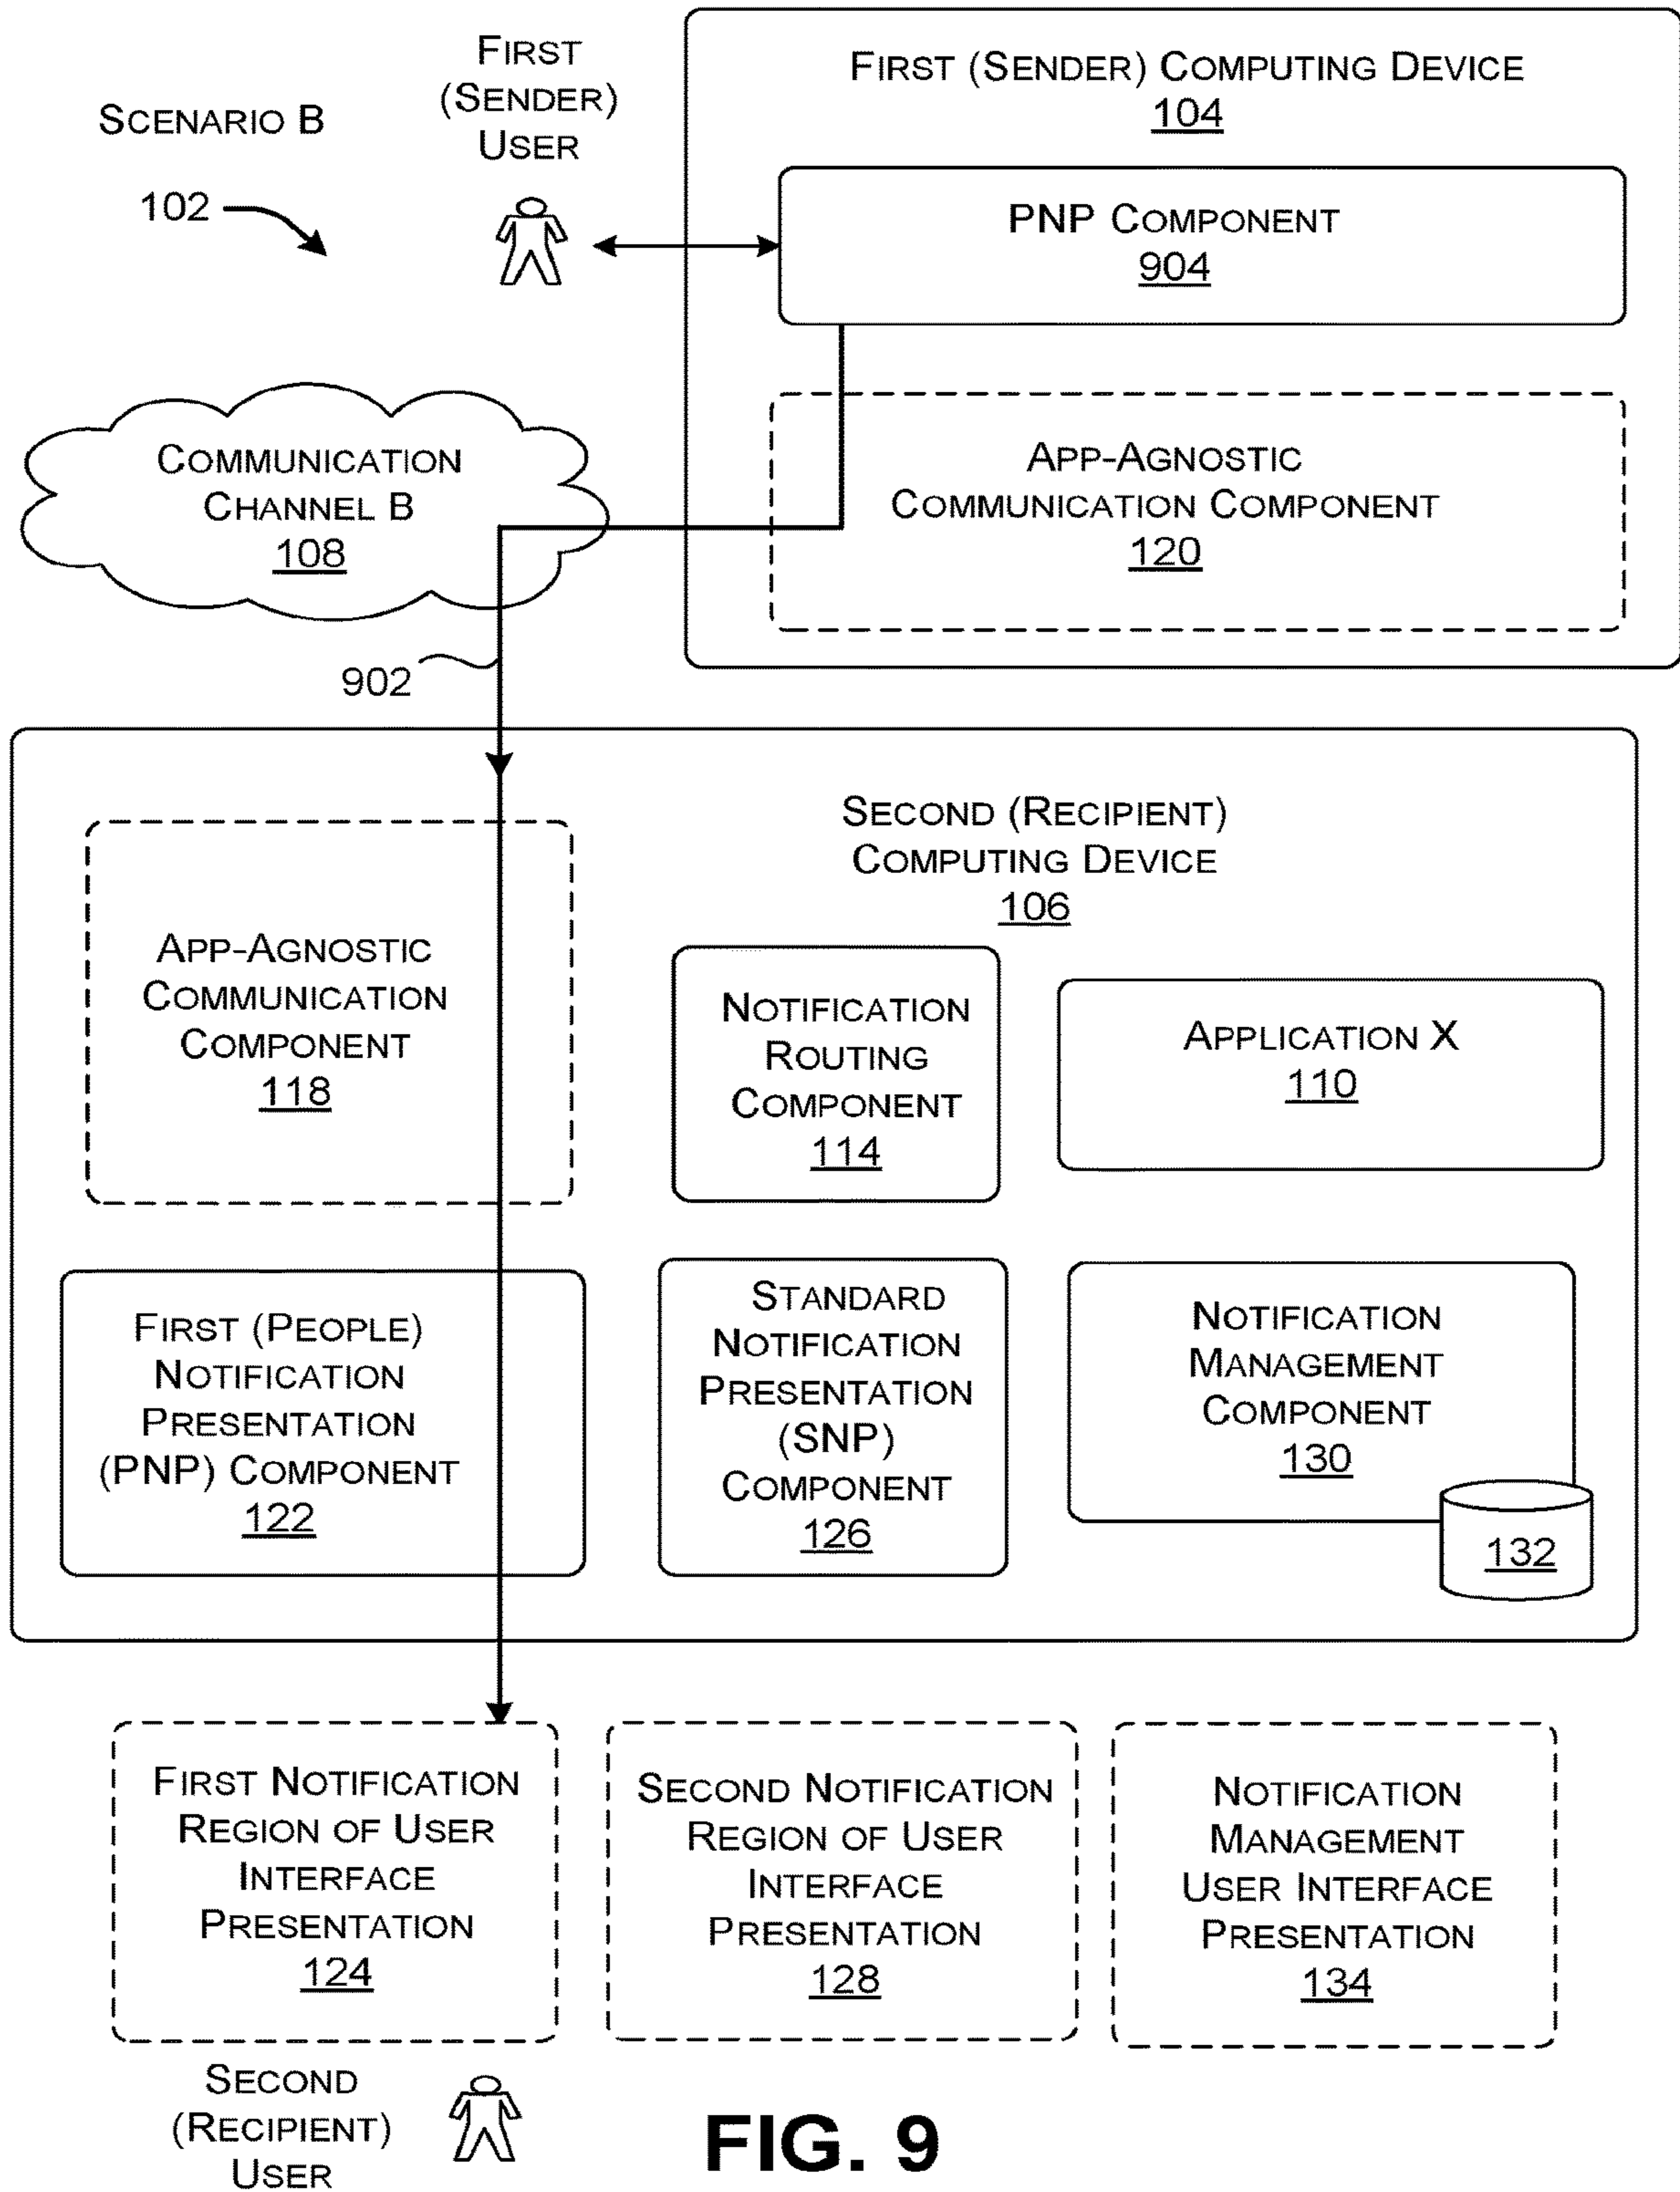 SCENARIO B
102
FIRST
(SENDER)
USER
FIRST (SENDER) COMPUTING DEVICE
104
PNP COMPONENT
904
APP-AGNOSTIC
COMMUNICATION COMPONENT
120
COMMUNICATION
CHANNEL B
108
902
SECOND (RECIPIENT)
COMPUTING DEVICE
106
APP-AGNOSTIC
COMMUNICATION
COMPONENT
118
NOTIFICATION
ROUTING
COMPONENT
114
APPLICATION X
110
FIRST (PEOPLE)
NOTIFICATION
PRESENTATION
(PNP) COMPONENT
122
STANDARD
NOTIFICATION
PRESENTATION
(SNP)
COMPONENT
126
NOTIFICATION
MANAGEMENT
COMPONENT
130
132
FIRST NOTIFICATION
REGION OF USER
INTERFACE
PRESENTATION
124
SECOND NOTIFICATION
REGION OF USER
INTERFACE
PRESENTATION
128
NOTIFICATION
MANAGEMENT
USER INTERFACE
PRESENTATION
134
SECOND
(RECIPIENT)
USER
FIG. 9